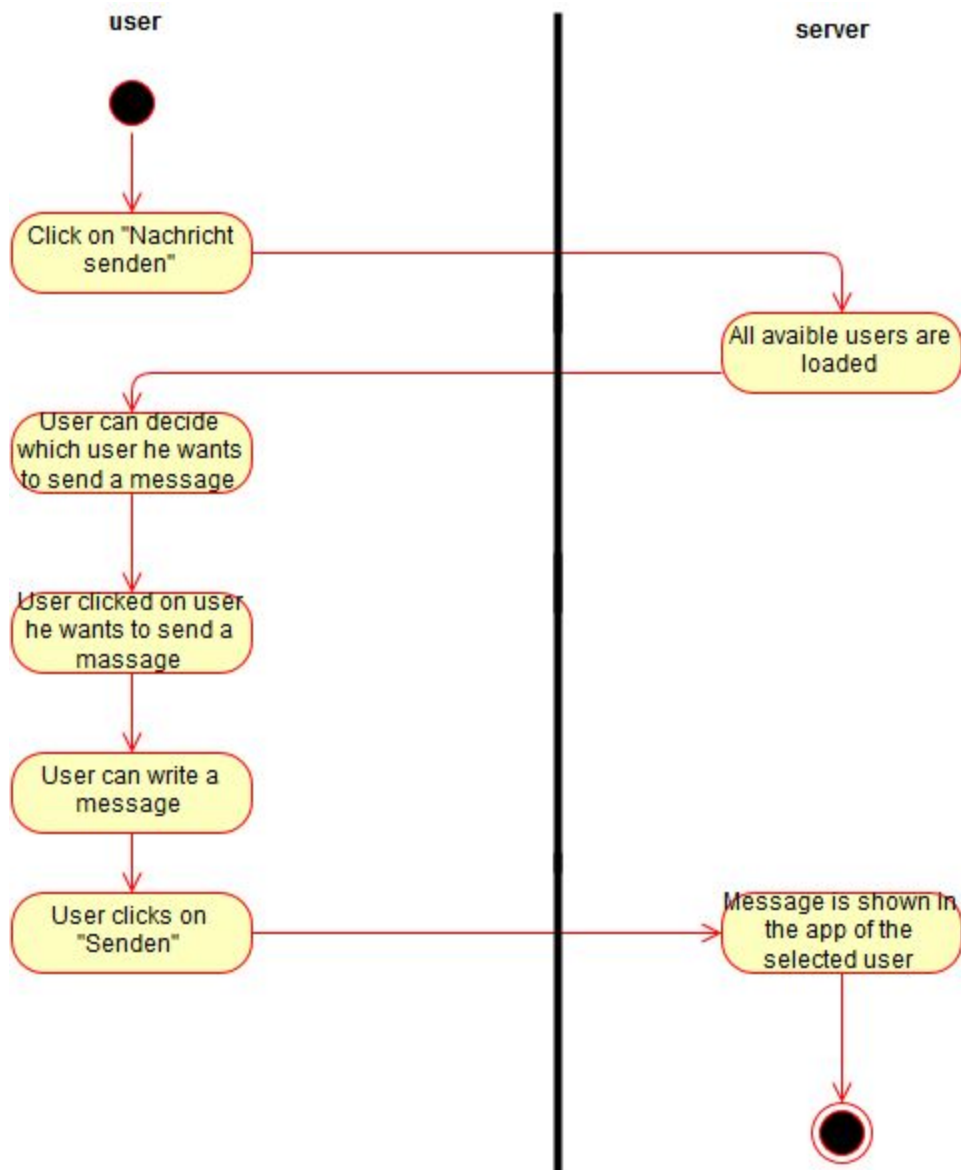 user
server
Click on "Nachricht
senden"
All avaible users are
loaded
User can decide
which user he wants
to send a message
User clicked on user
he wants to send a
massage
User can write a
message
User clicks on
"Senden"
Message is shown in
the app of the
selected user